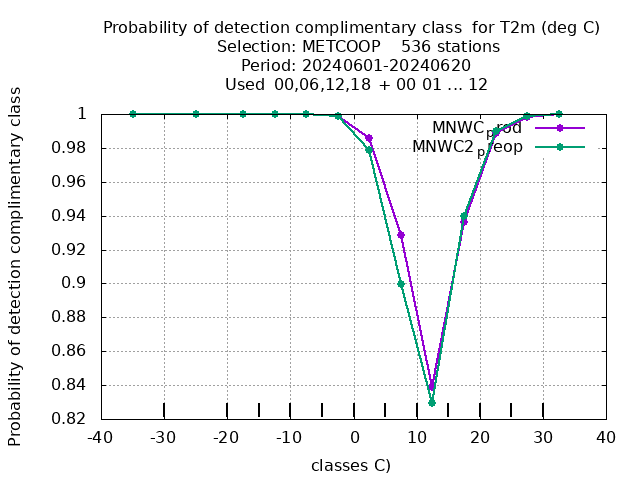 Probability of detection complimentary class  for T2m (deg C)
Selection: METCOOP    536 stations
Period: 20240601-20240620
Used  00,06,12,18 + 00 01 ... 12
MNWCprod
MNWC2preop
1
0.98
0.96
0.94
0.92
0.9
0.88
0.86
0.84
0.82
-40 -30 -20 -10 0 10 20 30 40
classes C)
Probability of detection complimentary class